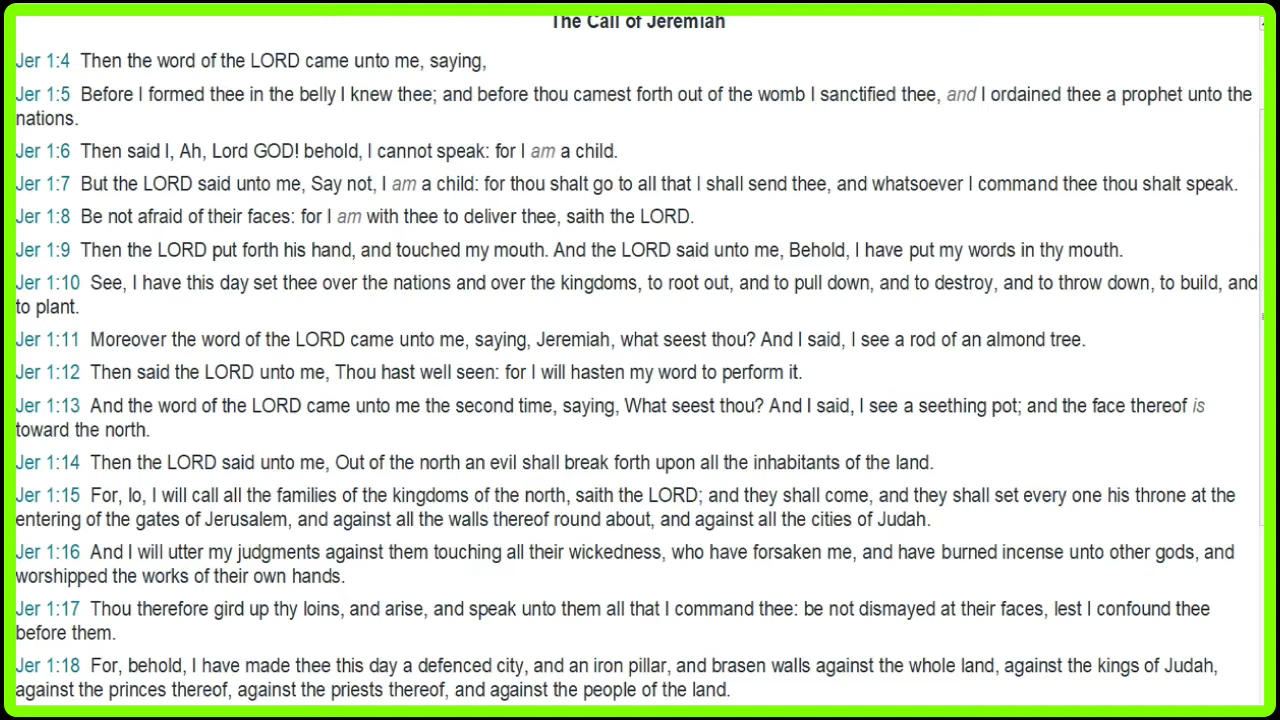 The Call of Jeremiah
Jer 1:4 Then the word of the LORD came unto me, saying,
Jer 1:5 Before I formed thee in the belly I knew thee; and before thou camest forth out of the womb I sanctified thee, and I ordained thee a prophet unto the
nations.
Jer 1:6 Then said I, Ah, Lord GOD! behold, I cannot speak: for I am a child.
Jer 1:7 But the LORD said unto me, Say not, I am a child: for thou shalt go to all that I shall send thee, and whatsoever I command thee thou shalt speak.
Jer 1:8 Be not afraid of their faces: for I am with thee to deliver thee, saith the LORD.
Jer 1:9 Then the LORD put forth his hand, and touched my mouth. And the LORD said unto me, Behold, I have put my words in thy mouth.
Jer 1:10 See, I have this day set thee over the nations and over the kingdoms, to root out, and to pull down, and to destroy, and to throw down, to build, and
to plant.
Jer 1:11 Moreover the word of the LORD came unto me, saying, Jeremiah, what seest thou? And I said, I see a rod of an almond tree.
Jer 1:12 Then said the LORD unto me, Thou hast well seen: for I will hasten my word to perform it.
Jer 1:13 And the word of the LORD came unto me the second time, saying, What seest thou? And I said, I see a seething pot; and the face thereof is
toward the north.
Jer 1:14 Then the LORD said unto me, Out of the north an evil shall break forth upon all the inhabitants of the land.
Jer 1:15 For, lo, I will call all the families of the kingdoms of the north, saith the LORD; and they shall come, and they shall set every one his throne at the
entering of the gates of Jerusalem, and against all the walls thereof round about, and against all the cities of Judah.
Jer 1:16 And I will utter my judgments against them touching all their wickedness, who have forsaken me, and have burned incense unto other gods, and
worshipped the works of their own hands.
Jer 1:17 Thou therefore gird up thy loins, and arise, and speak unto them all that I command thee: be not dismayed at their faces, lest I confound thee
before them.
Jer 1:18 For, behold, I have made thee this day a defenced city, and an iron pillar, and brasen walls against the whole land, against the kings of Judah,
against the princes thereof, against the priests thereof, and against the people of the land.